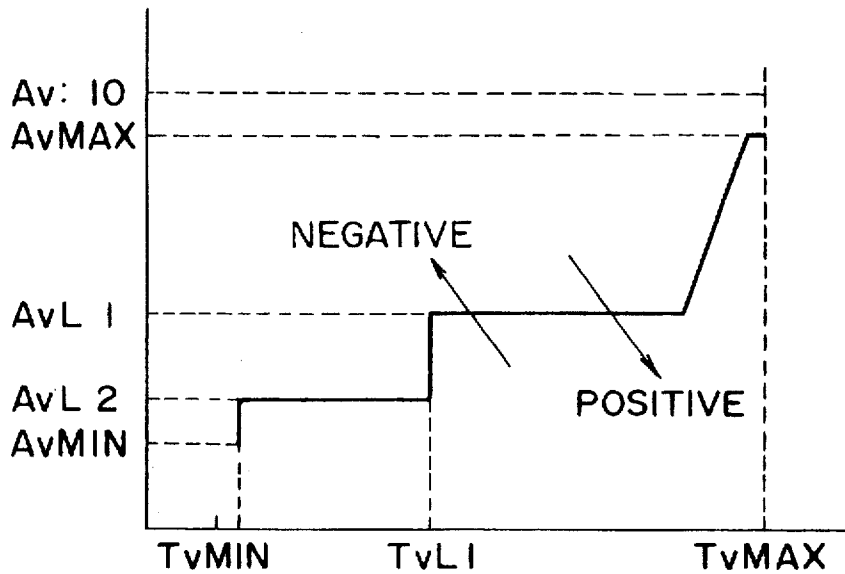 Av: 10
AvMAX
NEGATIVE
AvL 1
AvL 2
POSITIVE
AvMIN
TvMIN
TvL1
TvMAX